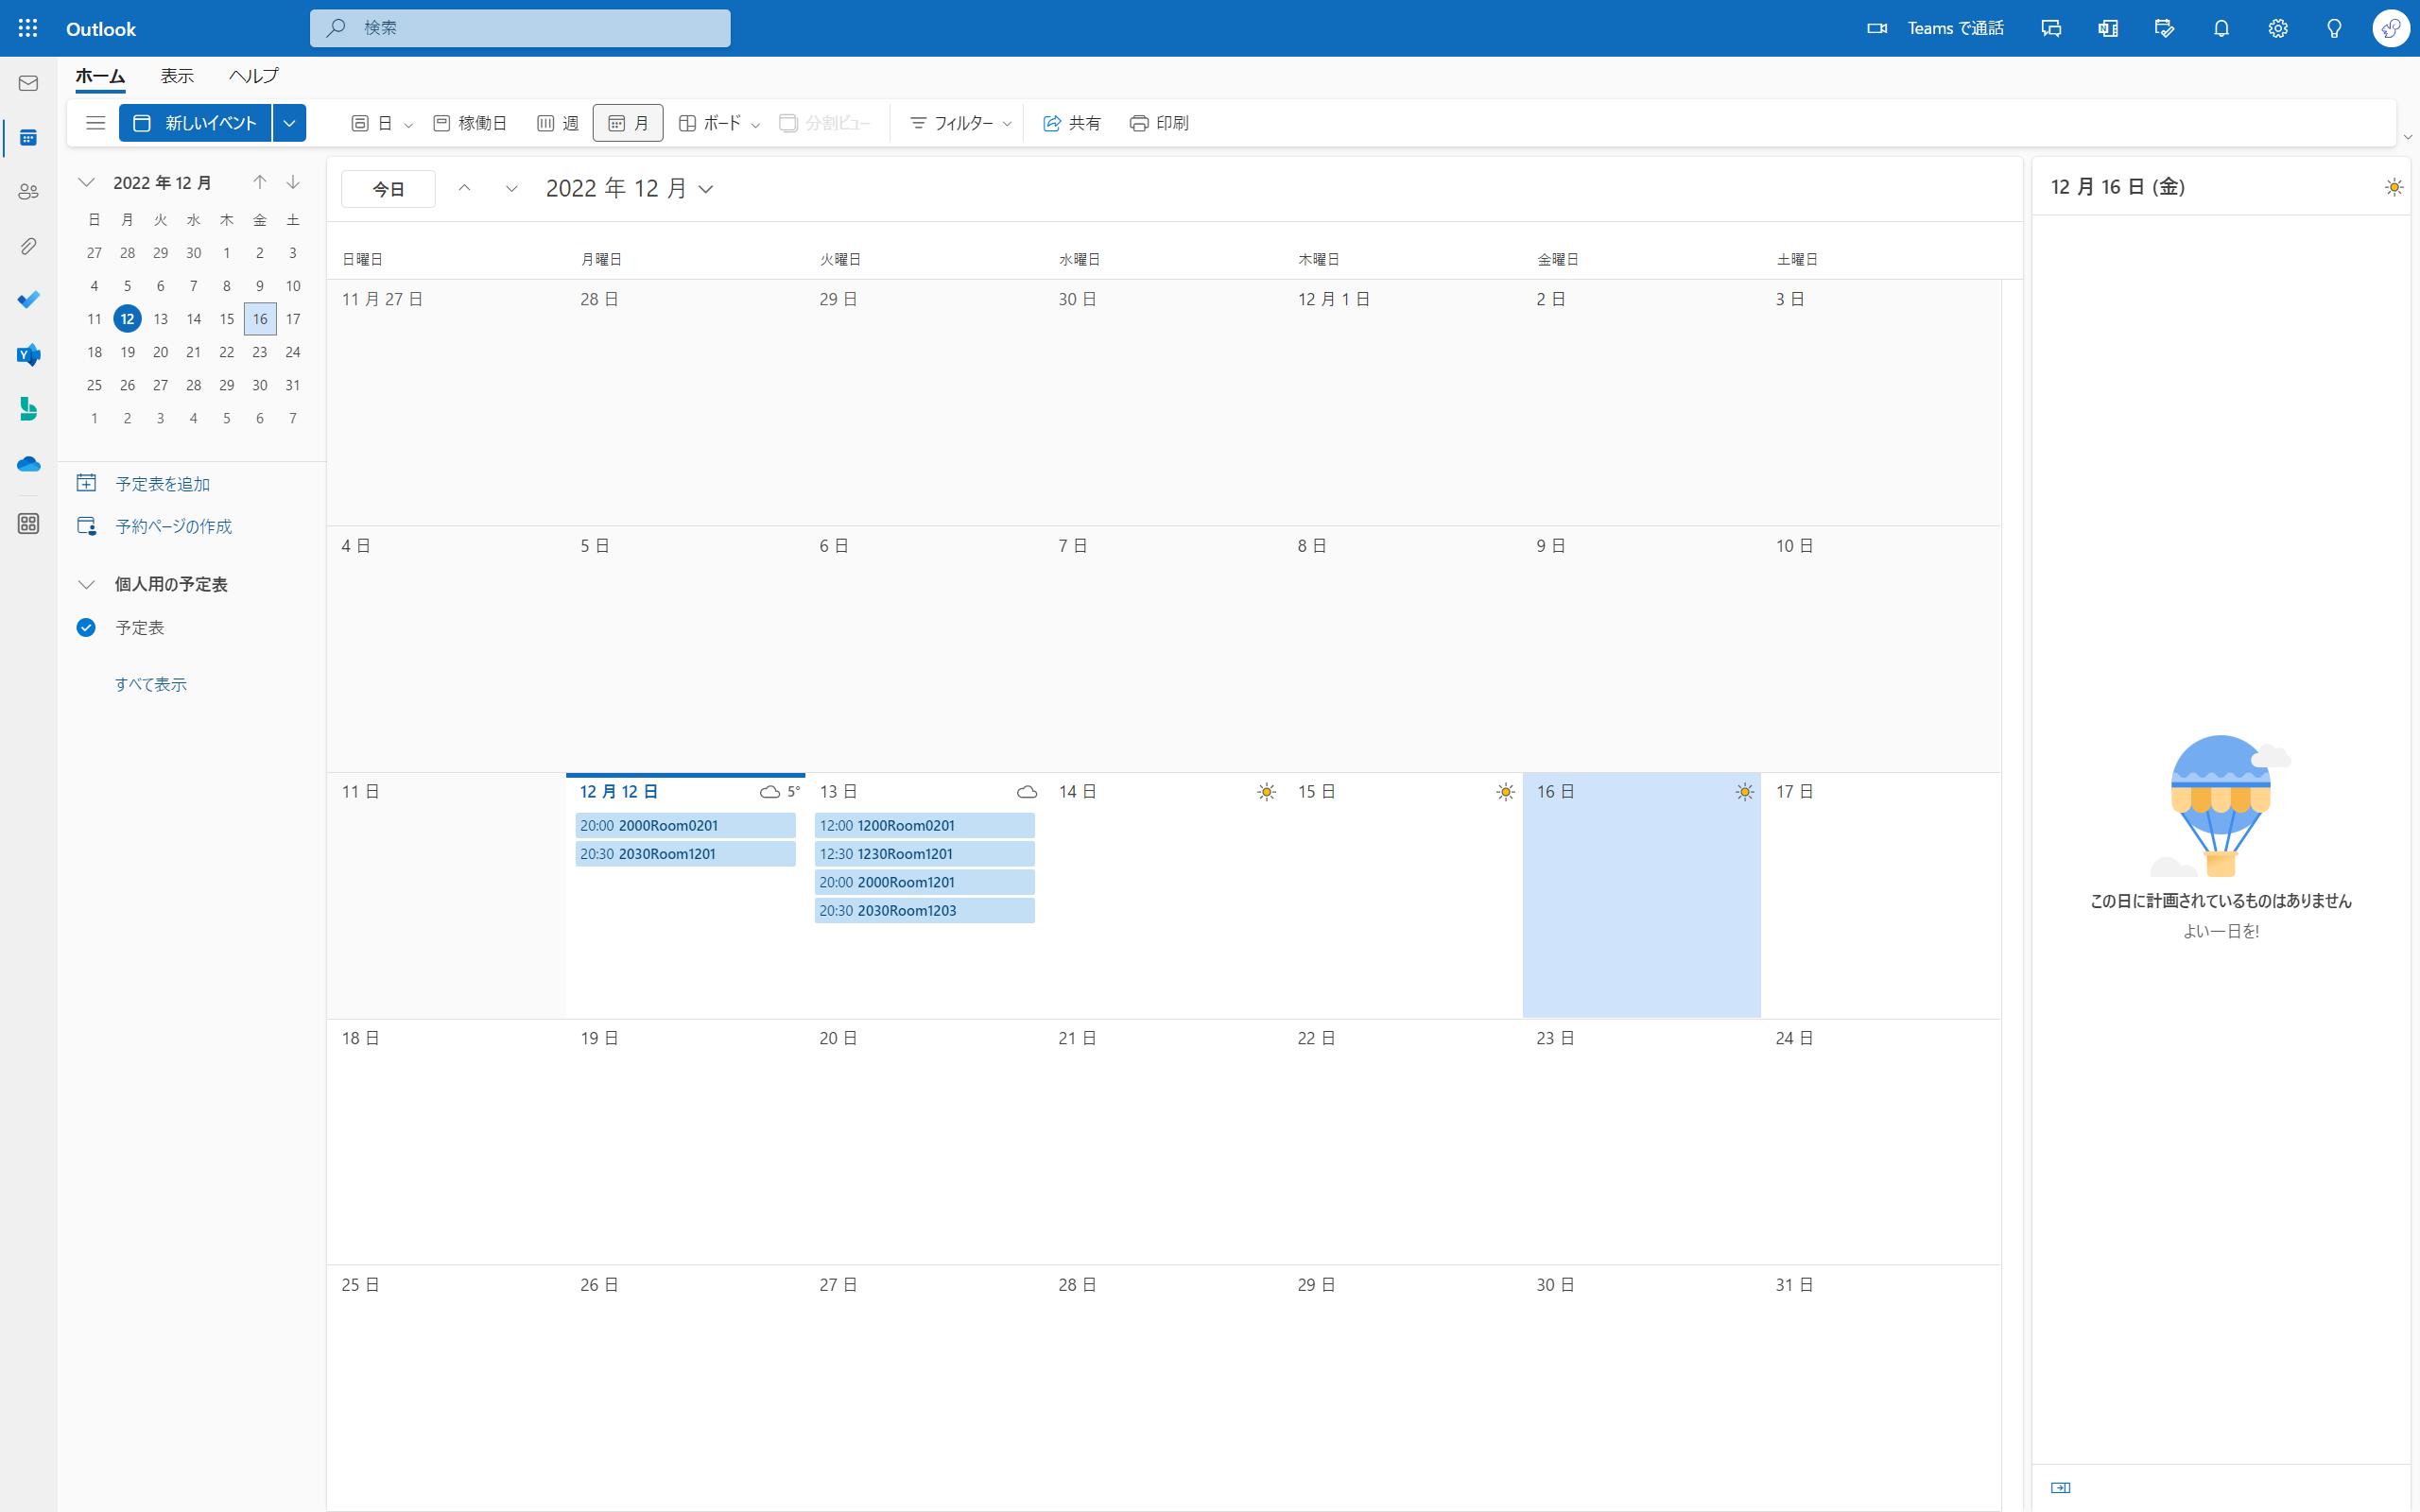 Outlook
検索
Teams で通話
ホーム 表示 ヘルプ
新しいイベント 日 稼働日 週 月 ボード 分割ビュー フィルター 共有 印刷
2022 年 12 月
日 月 火 水 木 金 土
27 28 29 30 1 2 3
4 5 6 7 8 9 10
11 12 13 14 15 16 17
18 19 20 21 22 23 24
25 26 27 28 29 30 31
1 2 3 4 5 6 7
予定表を追加
予約ページの作成
個人用の予定表
予定表
すべて表示
今日 2022 年 12 月
日曜日 月曜日 火曜日 水曜日 木曜日 金曜日 土曜日
11 月 27 日 28 日 29 日 30 日 12 月 1 日 2 日 3 日
4 日 5 日 6 日 7 日 8 日 9 日 10 日
11 日 12 月 12 日 5° 13 日 14 日 15 日 16 日 17 日
20:00 2000Room0201 12:00 1200Room0201
20:30 2030Room1201 12:30 1230Room1201
20:00 2000Room1201
20:30 2030Room1203
18 日 19 日 20 日 21 日 22 日 23 日 24 日
25 日 26 日 27 日 28 日 29 日 30 日 31 日
12 月 16 日 (金)
この日に計画されているものはありません
よい一日を!